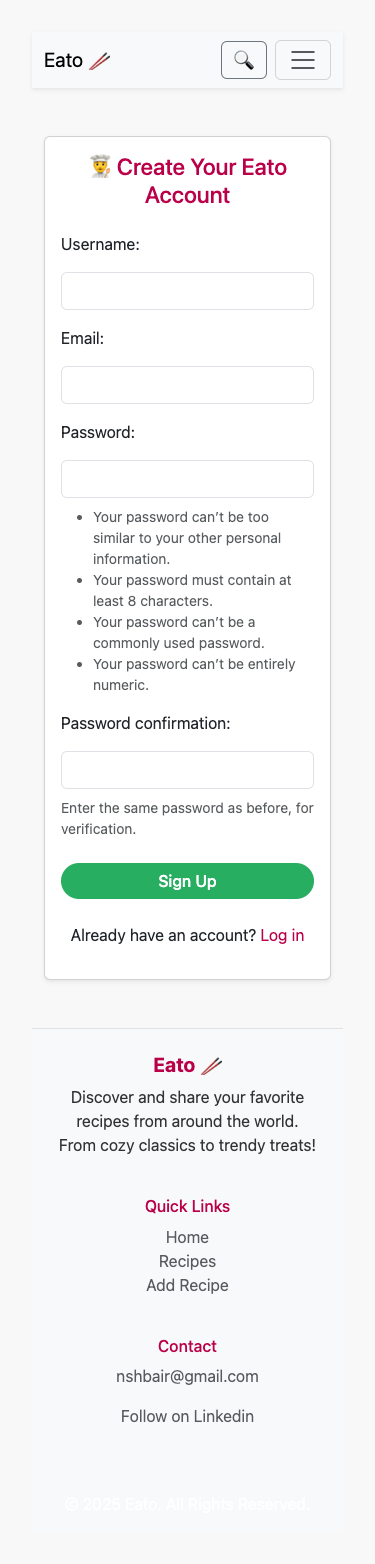 Eato 🥢
🔍
👨‍🍳 Create Your Eato
Account
Username:
Email:
Password:
• Your password can’t be too
similar to your other personal
information.
• Your password must contain at
least 8 characters.
• Your password can’t be a
commonly used password.
• Your password can’t be entirely
numeric.
Password confirmation:
Enter the same password as before, for
verification.
Sign Up
Already have an account? Log in
Eato 🥢
Discover and share your favorite
recipes from around the world.
From cozy classics to trendy treats!
Quick Links
Home
Recipes
Add Recipe
Contact
nshbair@gmail.com
Follow on Linkedin
© 2025 Eato. All Rights Reserved.